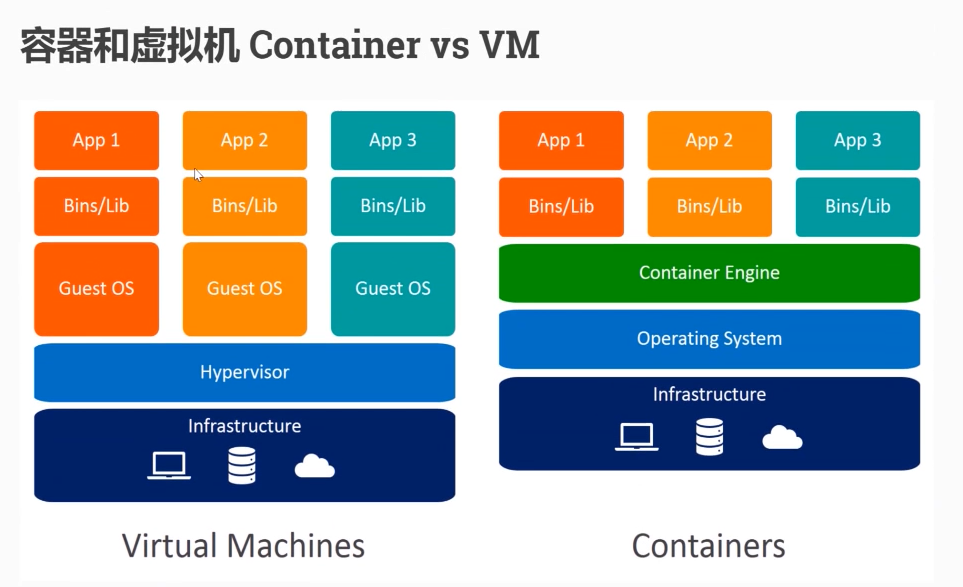 容器和虚拟机 Container vs VM
App 1
App 2
App 3
Bins/Lib
Bins/Lib
Bins/Lib
Guest OS
Guest OS
Guest OS
Hypervisor
Infrastructure
Virtual Machines
App 1
App 2
App 3
Bins/Lib
Bins/Lib
Bins/Lib
Container Engine
Operating System
Infrastructure
Containers